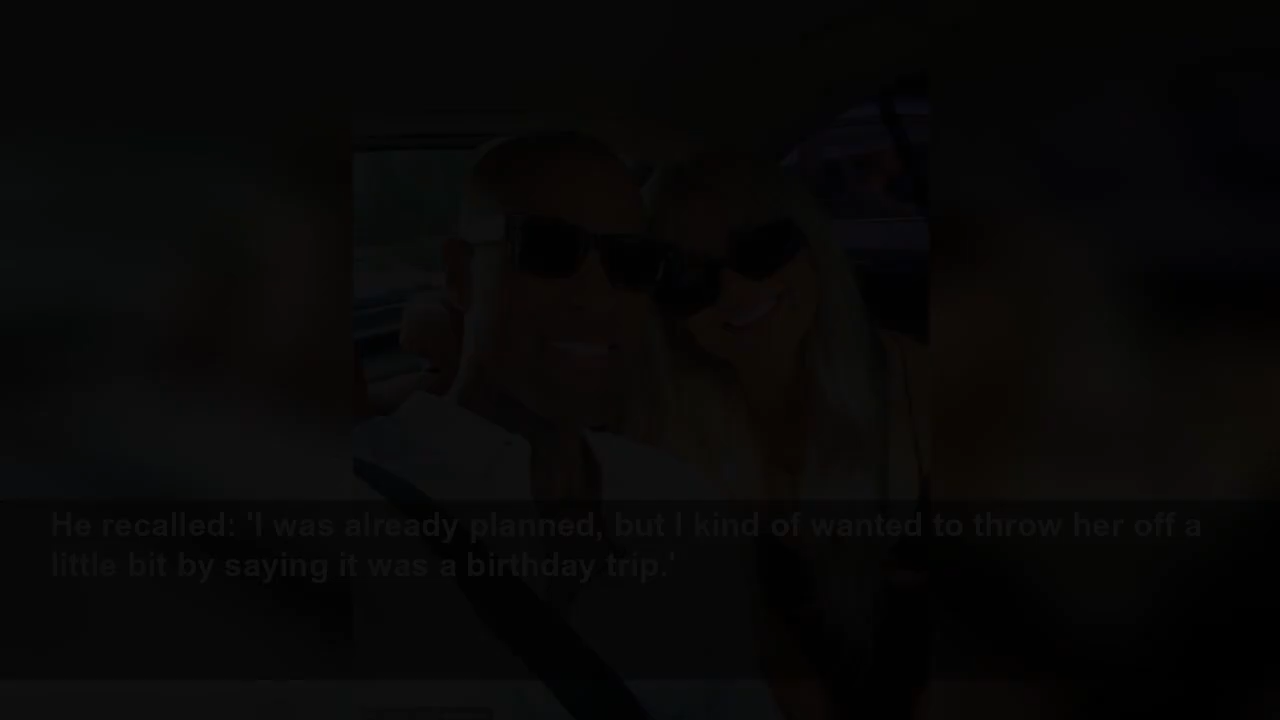 He recalled: 'I was already planned, but I kind of wanted to throw her off a
little bit by saying it was a birthday trip.'